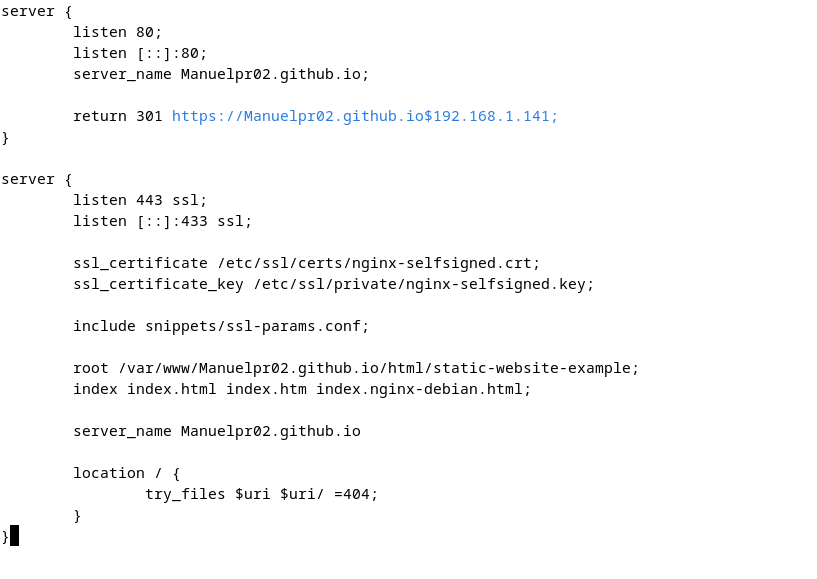 server {
listen 80;
listen [::]:80;
server_name Manuelpr02.github.io;
return 301 https://Manuelpr02.github.io$192.168.1.141;
}
server {
listen 443 ssl;
listen [::]:433 ssl;
ssl_certificate /etc/ssl/certs/nginx-selfsigned.crt;
ssl_certificate_key /etc/ssl/private/nginx-selfsigned.key;
include snippets/ssl-params.conf;
root /var/www/Manuelpr02.github.io/html/static-website-example;
index index.html index.htm index.nginx-debian.html;
server_name Manuelpr02.github.io
location / {
try_files $uri $uri/ =404;
}
}